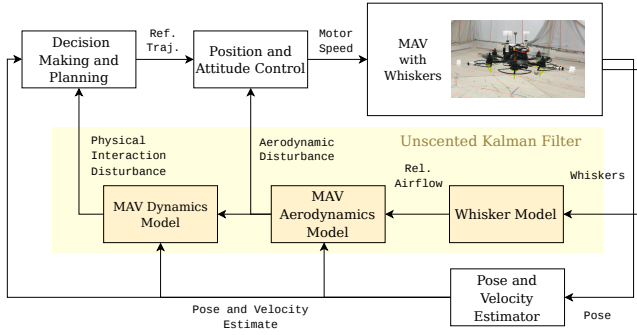 Decision
Making and
Planning
Ref.
Traj.
Position and
Attitude Control
Motor
Speed
MAV
with
Whiskers
Physical
Interaction
Disturbance
Aerodynamic
Disturbance
Unscented Kalman Filter
Rel.
Airflow
Whiskers
MAV Dynamics
Model
MAV
Aerodynamics
Model
Whisker Model
Pose and
Velocity
Estimator
Pose
Pose and Velocity
Estimate